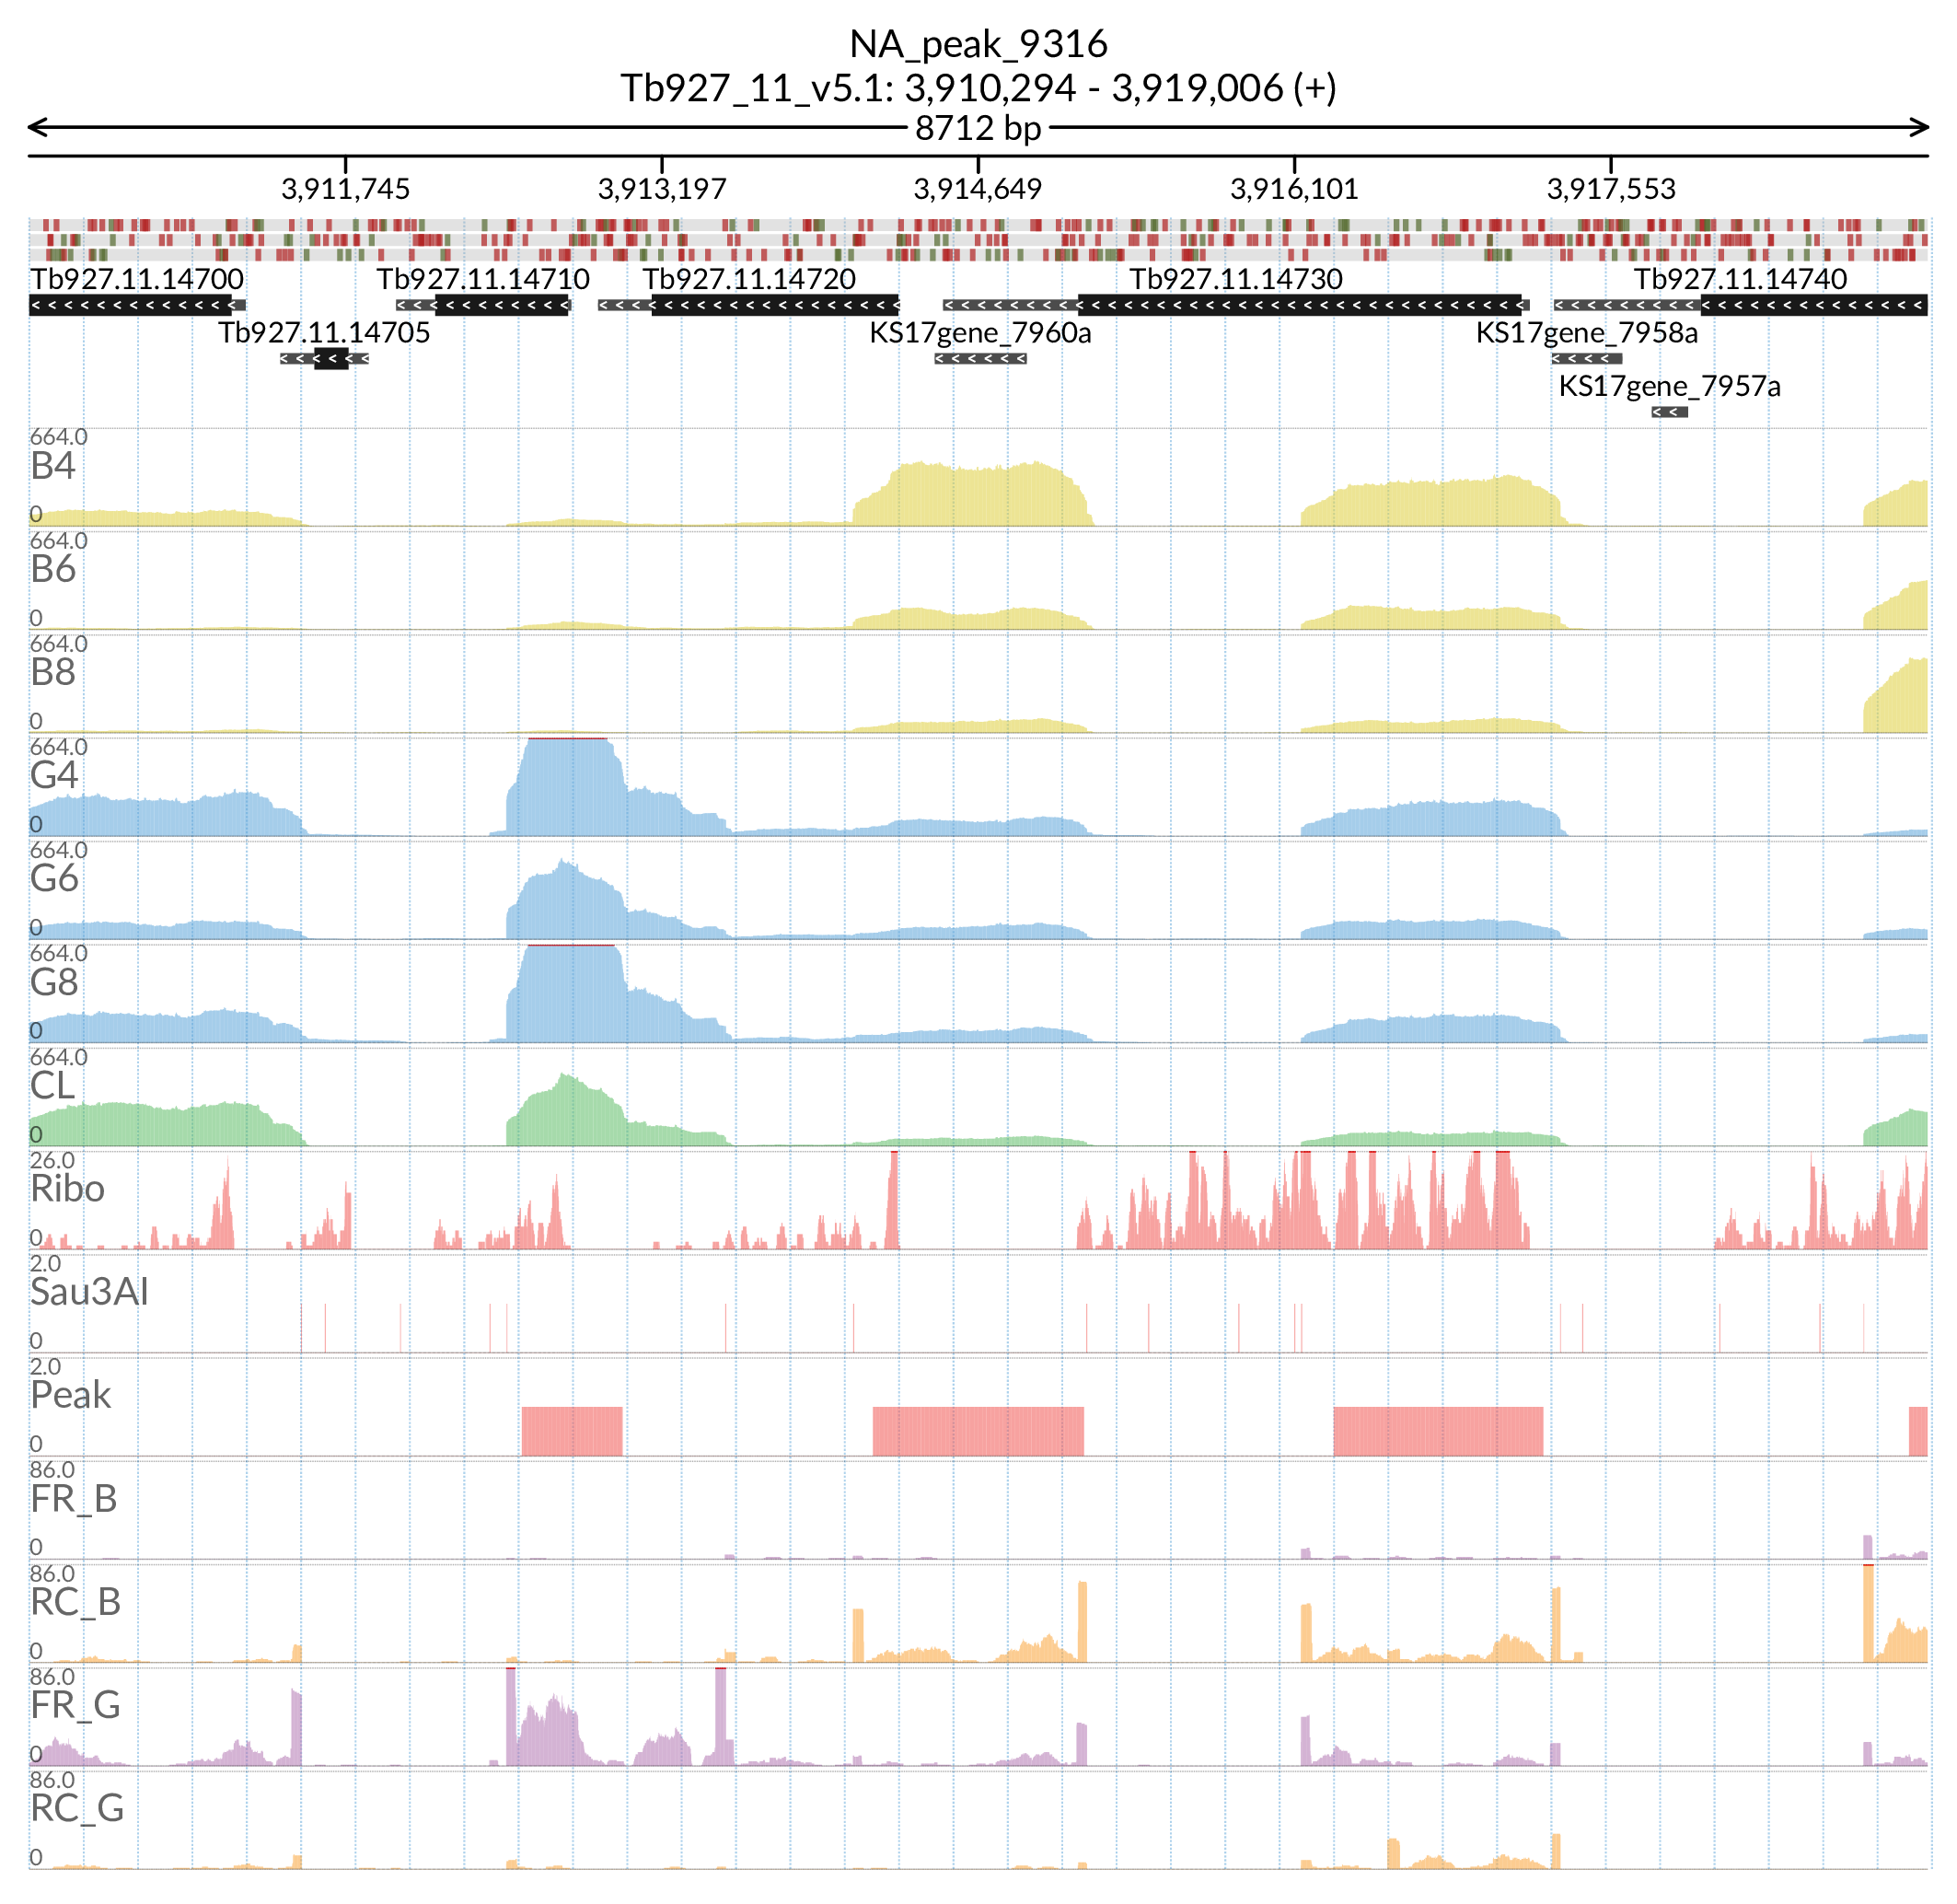 NA_peak_9316
Tb927_11_v5.1: 3,910,294 - 3,919,006 (+)
8712 bp
3,911,745 3,913,197 3,914,649 3,916,101 3,917,553
Tb927.11.14700 Tb927.11.14710 Tb927.11.14720 Tb927.11.14730 Tb927.11.14740
Tb927.11.14705 KS17gene_7960a KS17gene_7958a
KS17gene_7957a
664.0
B4
0
664.0
B6
0
664.0
B8
0
664.0
G4
0
664.0
G6
0
664.0
G8
0
664.0
CL
0
26.0
Ribo
0
2.0
Sau3AI
0
2.0
Peak
0
86.0
FR_B
0
86.0
RC_B
0
86.0
FR_G
0
86.0
RC_G
0